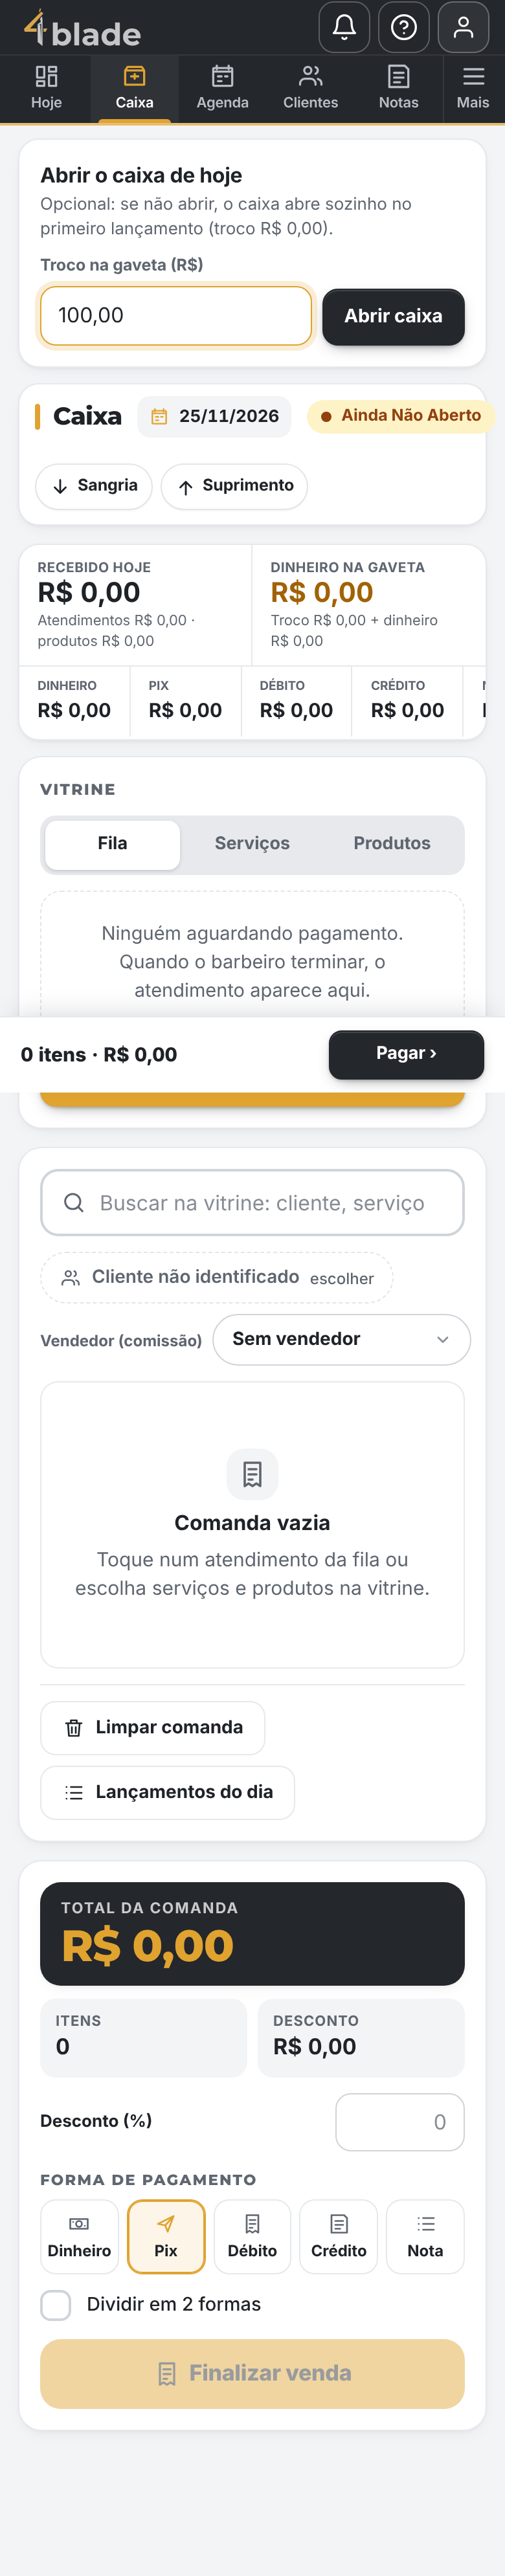 4blade
Hoje
Caixa
Agenda
Clientes
Notas
Mais
Abrir o caixa de hoje
Opcional: se não abrir, o caixa abre sozinho no
primeiro lançamento (troco R$ 0,00).
Troco na gaveta (R$)
100,00
Abrir caixa
Caixa
25/11/2026
Ainda Não Aberto
Sangria
Suprimento
RECEBIDO HOJE
R$ 0,00
Atendimentos R$ 0,00 ·
produtos R$ 0,00
DINHEIRO NA GAVETA
R$ 0,00
Troco R$ 0,00 + dinheiro
R$ 0,00
DINHEIRO
R$ 0,00
PIX
R$ 0,00
DÉBITO
R$ 0,00
CRÉDITO
R$ 0,00
VITRINE
Fila
Serviços
Produtos
Ninguém aguardando pagamento.
Quando o barbeiro terminar, o
atendimento aparece aqui.
0 itens · R$ 0,00
Pagar ›
Buscar na vitrine: cliente, serviço
Cliente não identificado escolher
Vendedor (comissão)
Sem vendedor
Comanda vazia
Toque num atendimento da fila ou
escolha serviços e produtos na vitrine.
Limpar comanda
Lançamentos do dia
TOTAL DA COMANDA
R$ 0,00
ITENS
0
DESCONTO
R$ 0,00
Desconto (%)
0
FORMA DE PAGAMENTO
Dinheiro
Pix
Débito
Crédito
Nota
Dividir em 2 formas
Finalizar venda